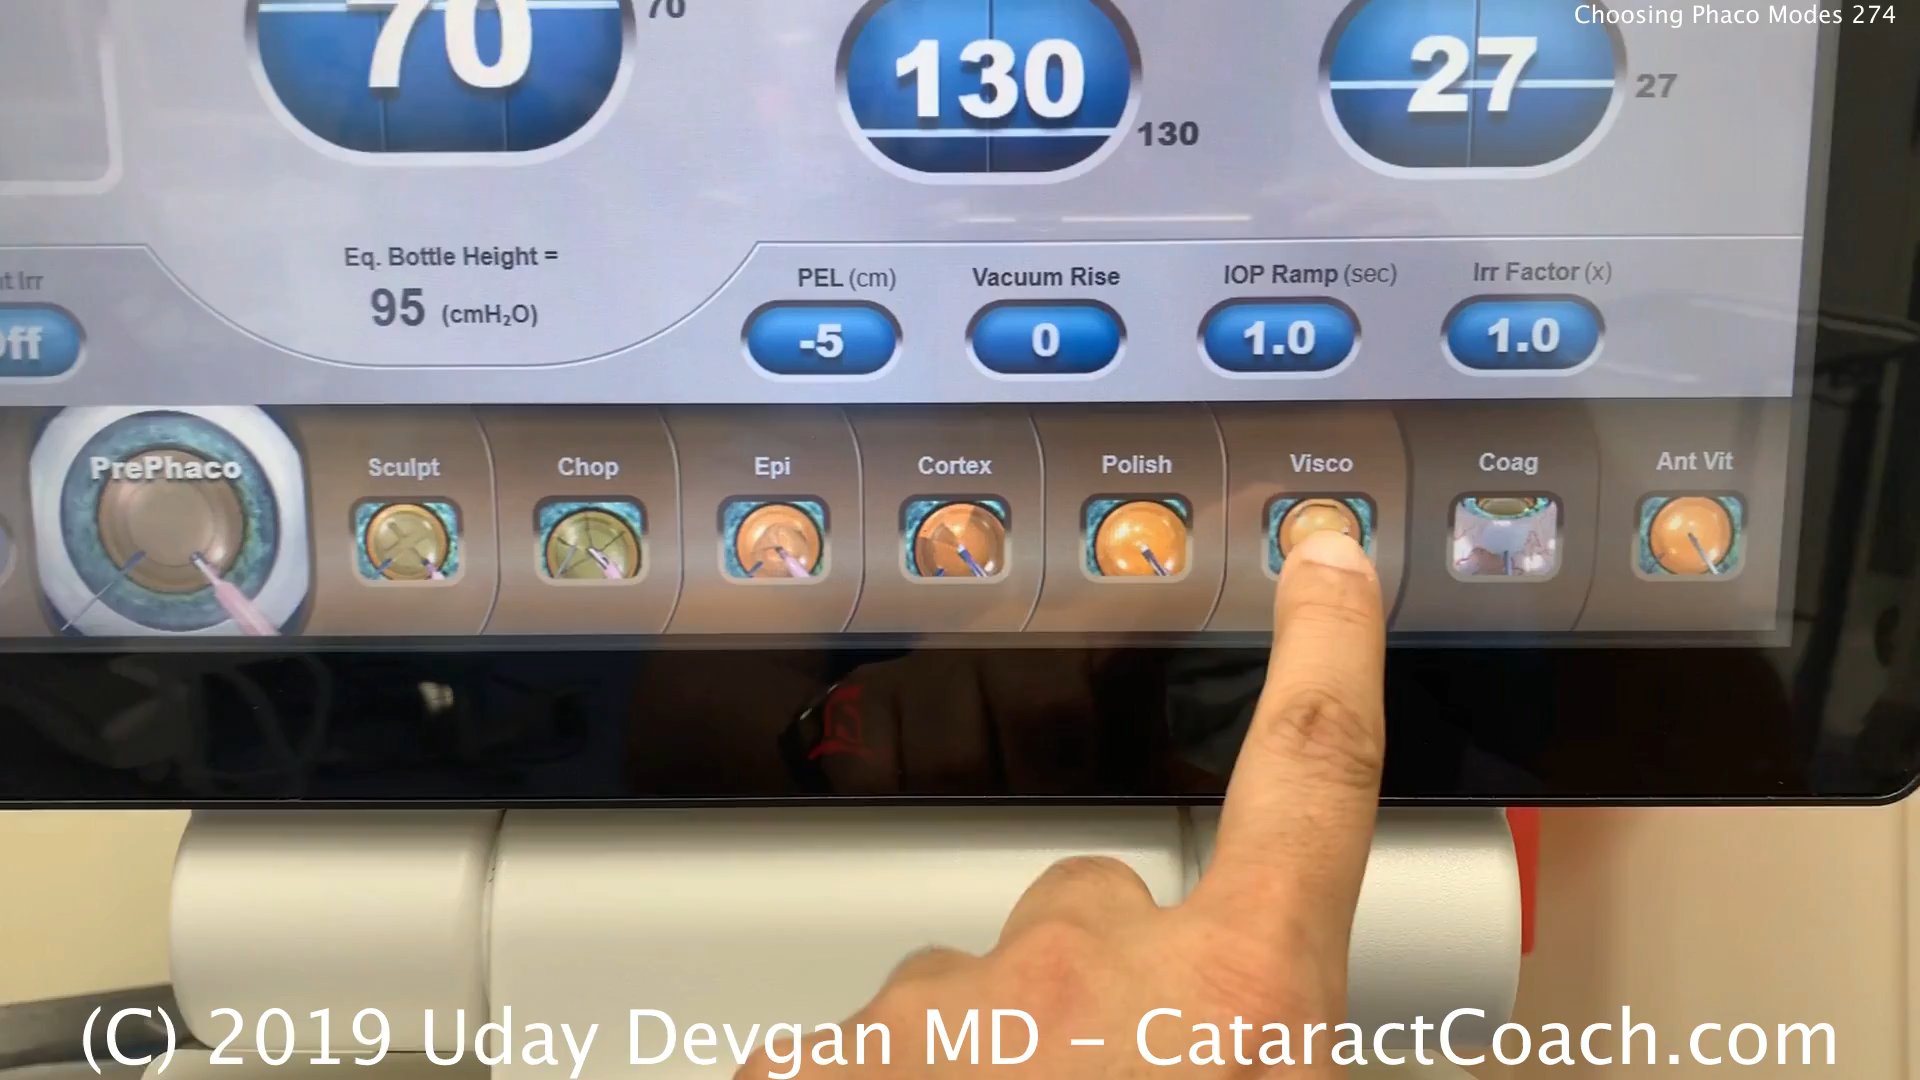 Choosing Phaco Modes 274
70 70
130 130
27 27
Eq. Bottle Height =
95 (cmH₂O)
t Irr
Off
PEL (cm) Vacuum Rise IOP Ramp (sec) Irr Factor (x)
-5 0 1.0 1.0
PrePhaco Sculpt Chop Epi Cortex Polish Visco Coag Ant Vit
(C) 2019 Uday Devgan MD – CataractCoach.com